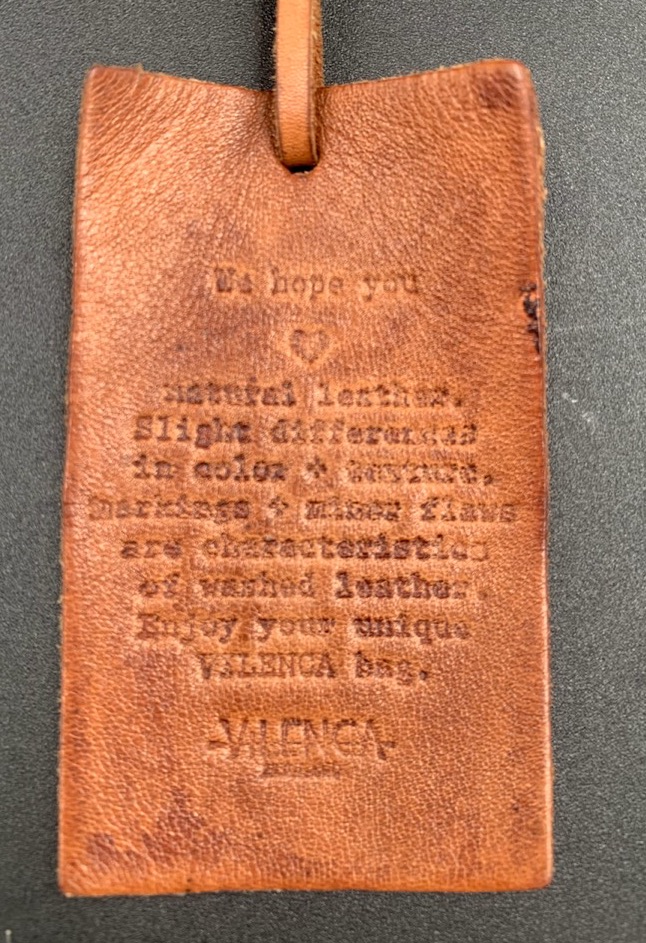 We hope you
natural leather.
Slight differences
in color + texture,
markings + minor flaws
are characteristics
of washed leather.
Enjoy your unique
VALENCA bag.
VALENCA